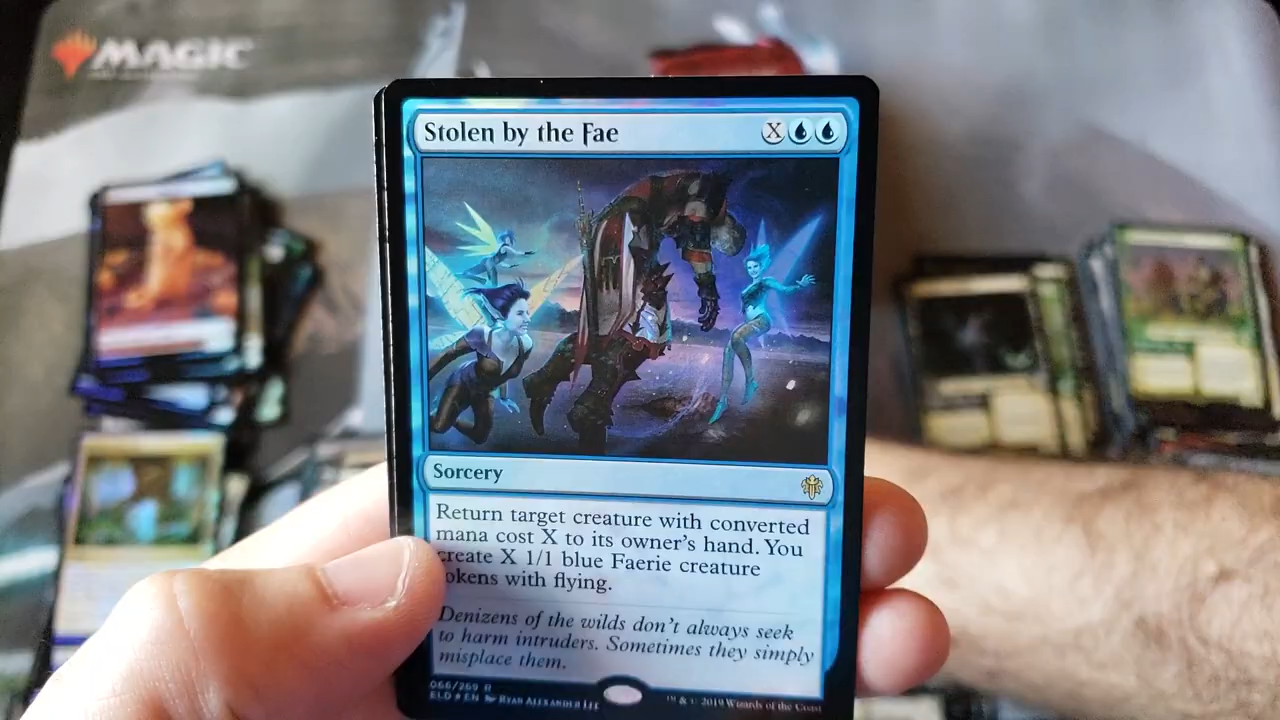 MAGIC
Stolen by the Fae
X
Sorcery
Return target creature with converted
mana cost X to its owner's hand. You
create X 1/1 blue Faerie creature
okens with flying.
Denizens of the wilds don't always seek
to harm intruders. Sometimes they simply
misplace them.
066/269 R
ELD ★ EN Ryan Alexander Lee
™ & © 2019 Wizards of the Coast